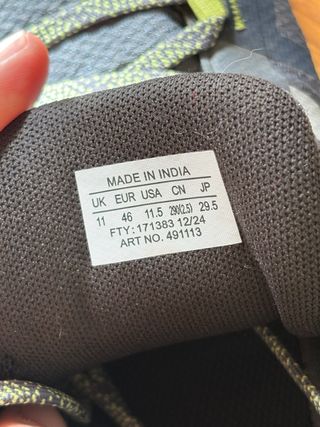 MADE IN INDIA
UK EUR USA CN JP
11 46 11.5 290(2.5) 29.5
FTY: 171383 12/24
ART NO. 491113